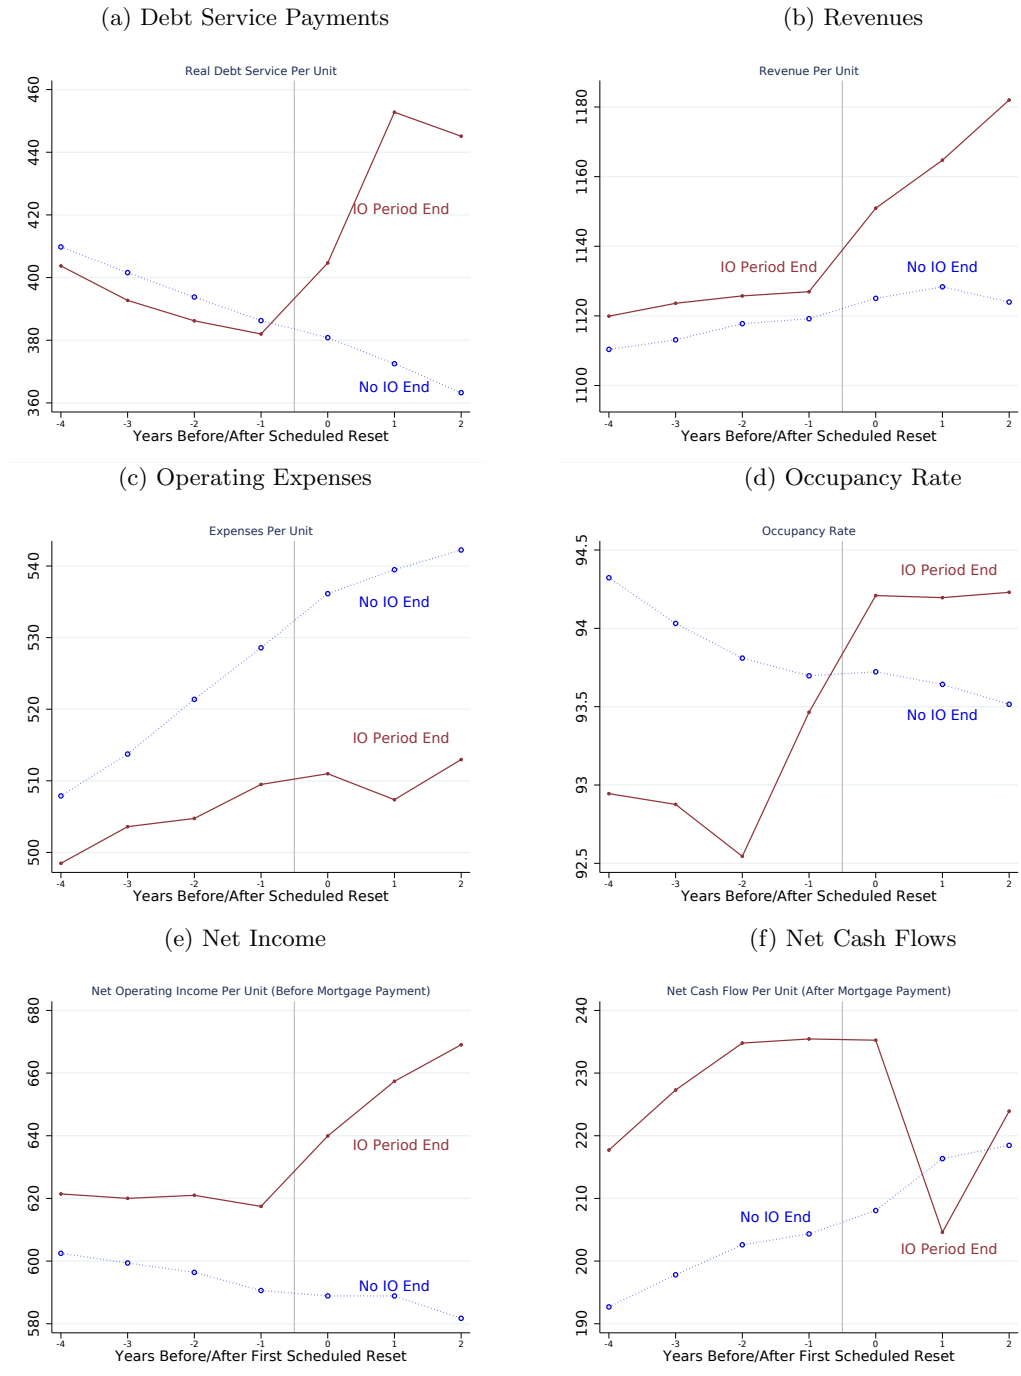 (a) Debt Service Payments
Real Debt Service Per Unit
460
440
420
400
380
360
IO Period End
No IO End
-4 -3 -2 -1 0 1 2
Years Before/After Scheduled Reset
(b) Revenues
Revenue Per Unit
1180
1160
1140
1120
1100
IO Period End
No IO End
-4 -3 -2 -1 0 1 2
Years Before/After Scheduled Reset
(c) Operating Expenses
Expenses Per Unit
540
530
520
510
500
No IO End
IO Period End
-4 -3 -2 -1 0 1 2
Years Before/After Scheduled Reset
(d) Occupancy Rate
Occupancy Rate
94.5
94
93.5
93
92.5
IO Period End
No IO End
-4 -3 -2 -1 0 1 2
Years Before/After Scheduled Reset
(e) Net Income
Net Operating Income Per Unit (Before Mortgage Payment)
680
660
640
620
600
580
IO Period End
No IO End
-4 -3 -2 -1 0 1 2
Years Before/After First Scheduled Reset
(f) Net Cash Flows
Net Cash Flow Per Unit (After Mortgage Payment)
240
230
220
210
200
190
No IO End
IO Period End
-4 -3 -2 -1 0 1 2
Years Before/After First Scheduled Reset